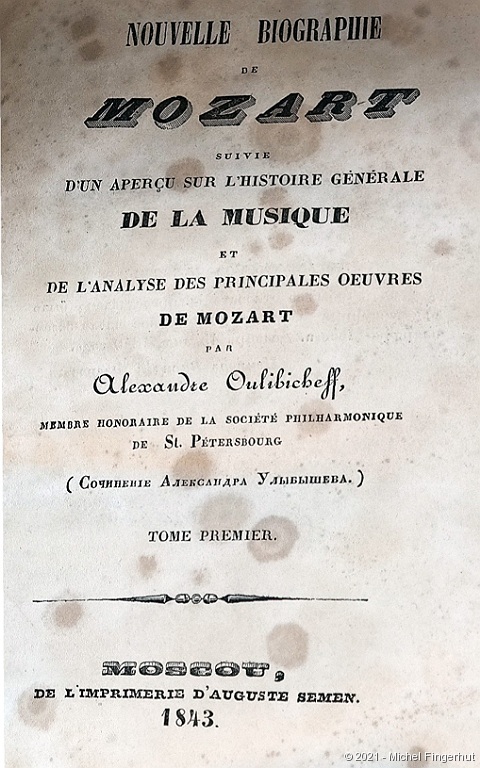 NOUVELLE BIOGRAPHIE
DE
MOZART
SUIVIE
D'UN APERÇU SUR L'HISTOIRE GÉNÉRALE
DE LA MUSIQUE
ET
DE L'ANALYSE DES PRINCIPALES OEUVRES
DE MOZART
PAR
Alexandre Oulibicheff,
MEMBRE HONORAIRE DE LA SOCIÉTÉ PHILHARMONIQUE
DE St. PÉTERSBOURG
(Сочиненіе Александра Улыбышева.)
TOME PREMIER.
MOSCOU,
DE L'IMPRIMERIE D'AUGUSTE SEMEN.
1843.
© 2021 - Michel Fingerhut